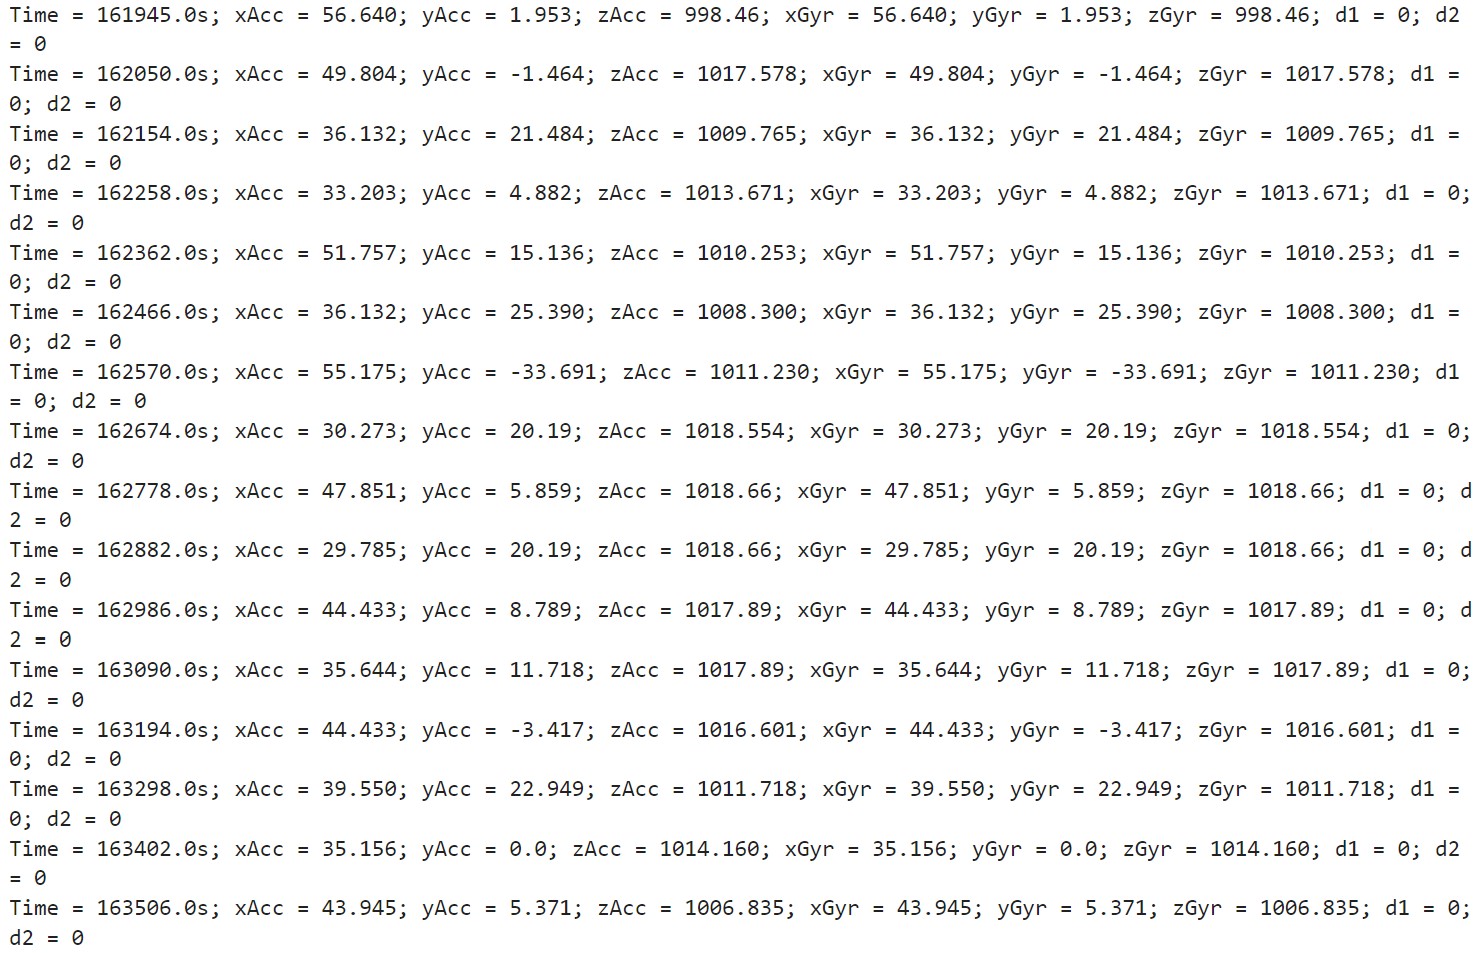 Time = 161945.0s; xAcc = 56.640; yAcc = 1.953; zAcc = 998.46; xGyr = 56.640; yGyr = 1.953; zGyr = 998.46; d1 = 0; d2
= 0
Time = 162050.0s; xAcc = 49.804; yAcc = -1.464; zAcc = 1017.578; xGyr = 49.804; yGyr = -1.464; zGyr = 1017.578; d1 =
0; d2 = 0
Time = 162154.0s; xAcc = 36.132; yAcc = 21.484; zAcc = 1009.765; xGyr = 36.132; yGyr = 21.484; zGyr = 1009.765; d1 =
0; d2 = 0
Time = 162258.0s; xAcc = 33.203; yAcc = 4.882; zAcc = 1013.671; xGyr = 33.203; yGyr = 4.882; zGyr = 1013.671; d1 = 0;
d2 = 0
Time = 162362.0s; xAcc = 51.757; yAcc = 15.136; zAcc = 1010.253; xGyr = 51.757; yGyr = 15.136; zGyr = 1010.253; d1 =
0; d2 = 0
Time = 162466.0s; xAcc = 36.132; yAcc = 25.390; zAcc = 1008.300; xGyr = 36.132; yGyr = 25.390; zGyr = 1008.300; d1 =
0; d2 = 0
Time = 162570.0s; xAcc = 55.175; yAcc = -33.691; zAcc = 1011.230; xGyr = 55.175; yGyr = -33.691; zGyr = 1011.230; d1
= 0; d2 = 0
Time = 162674.0s; xAcc = 30.273; yAcc = 20.19; zAcc = 1018.554; xGyr = 30.273; yGyr = 20.19; zGyr = 1018.554; d1 = 0;
d2 = 0
Time = 162778.0s; xAcc = 47.851; yAcc = 5.859; zAcc = 1018.66; xGyr = 47.851; yGyr = 5.859; zGyr = 1018.66; d1 = 0; d
2 = 0
Time = 162882.0s; xAcc = 29.785; yAcc = 20.19; zAcc = 1018.66; xGyr = 29.785; yGyr = 20.19; zGyr = 1018.66; d1 = 0; d
2 = 0
Time = 162986.0s; xAcc = 44.433; yAcc = 8.789; zAcc = 1017.89; xGyr = 44.433; yGyr = 8.789; zGyr = 1017.89; d1 = 0; d
2 = 0
Time = 163090.0s; xAcc = 35.644; yAcc = 11.718; zAcc = 1017.89; xGyr = 35.644; yGyr = 11.718; zGyr = 1017.89; d1 = 0;
d2 = 0
Time = 163194.0s; xAcc = 44.433; yAcc = -3.417; zAcc = 1016.601; xGyr = 44.433; yGyr = -3.417; zGyr = 1016.601; d1 =
0; d2 = 0
Time = 163298.0s; xAcc = 39.550; yAcc = 22.949; zAcc = 1011.718; xGyr = 39.550; yGyr = 22.949; zGyr = 1011.718; d1 =
0; d2 = 0
Time = 163402.0s; xAcc = 35.156; yAcc = 0.0; zAcc = 1014.160; xGyr = 35.156; yGyr = 0.0; zGyr = 1014.160; d1 = 0; d2
= 0
Time = 163506.0s; xAcc = 43.945; yAcc = 5.371; zAcc = 1006.835; xGyr = 43.945; yGyr = 5.371; zGyr = 1006.835; d1 = 0;
d2 = 0